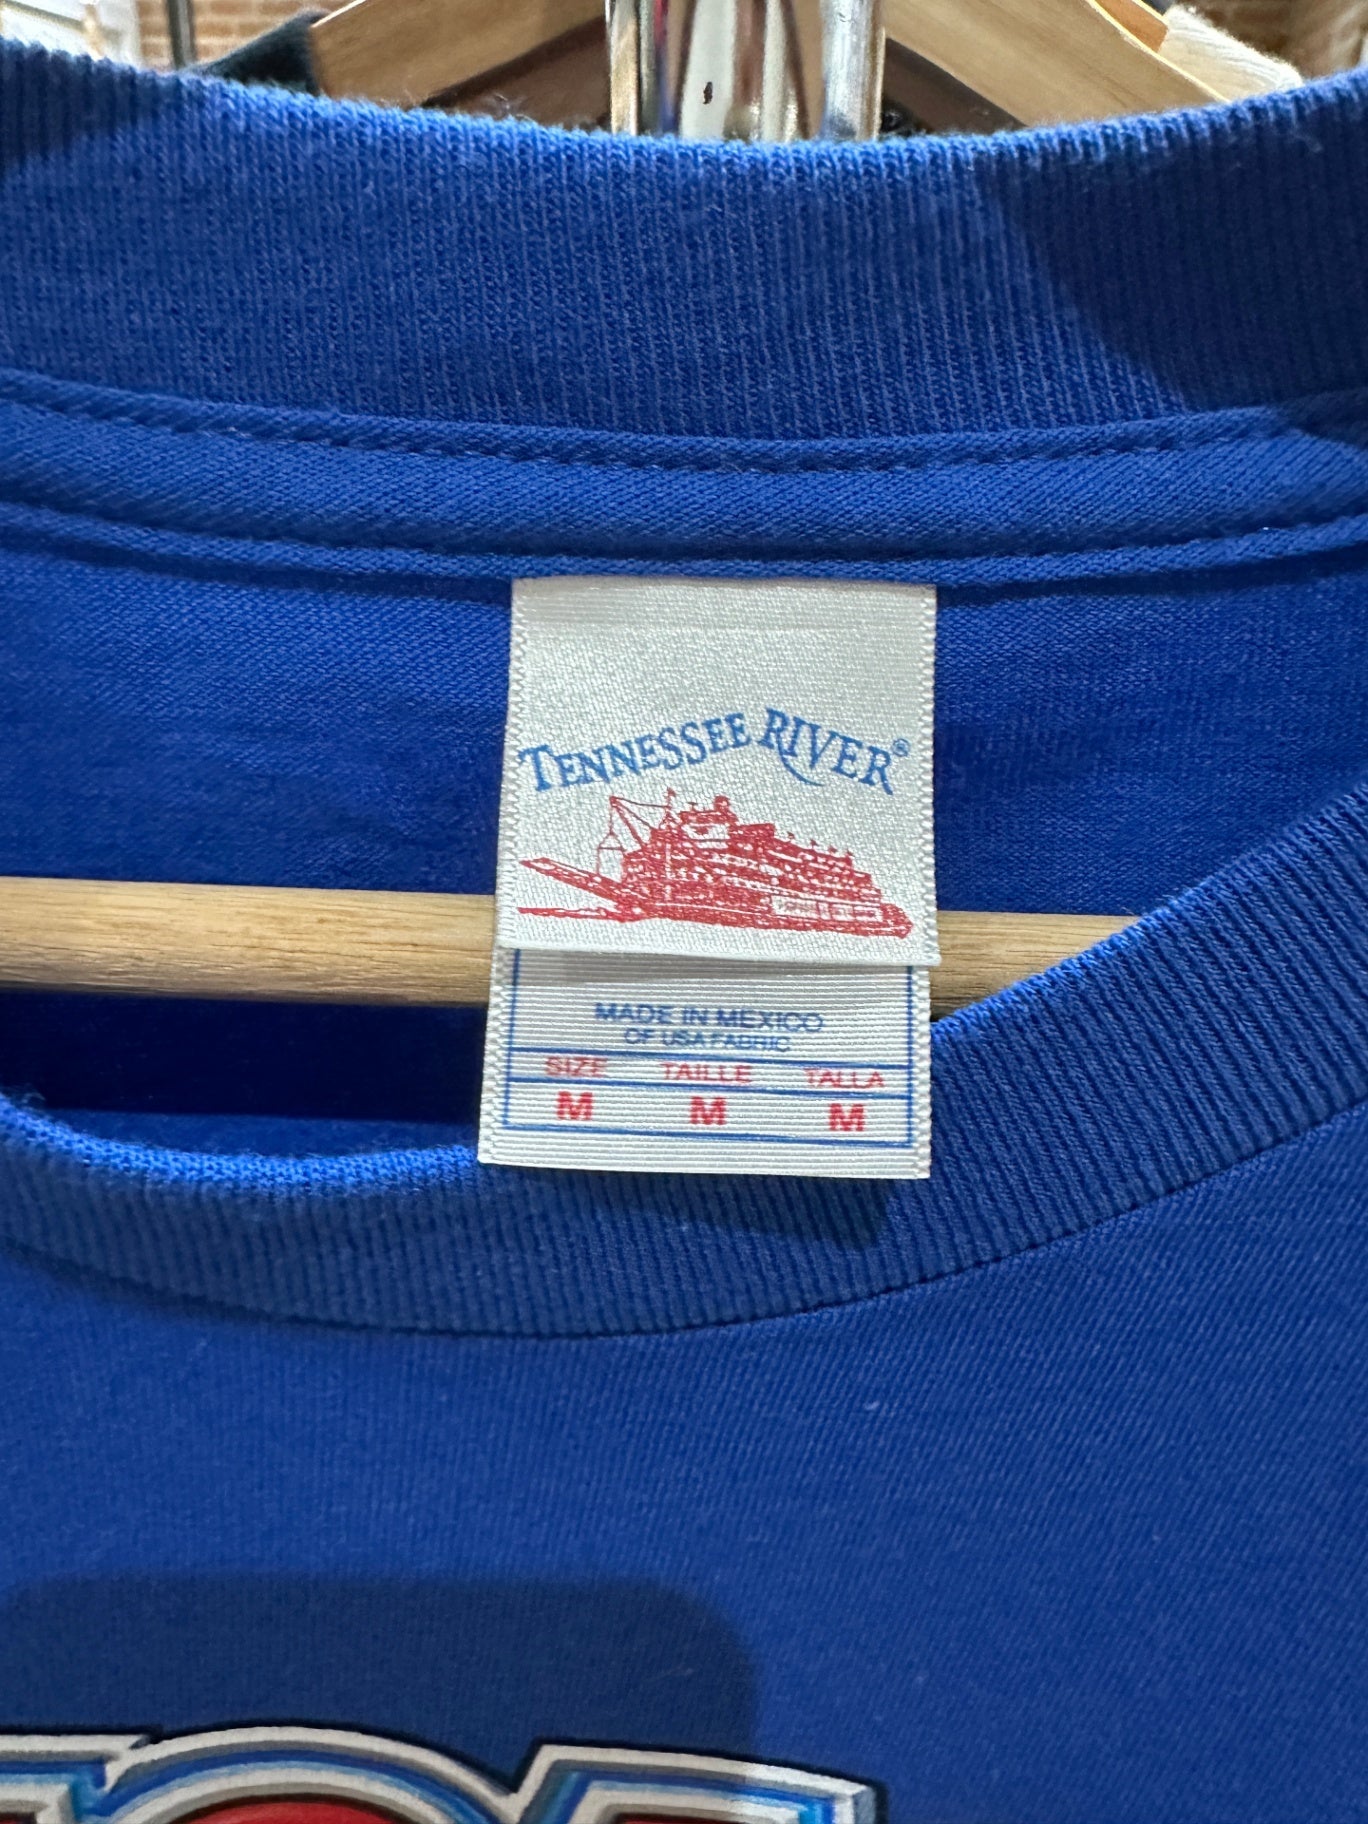 TENNESSEE RIVER®
MADE IN MEXICO
OF USA FABRIC
SIZE TAILLE TALLA
M M M